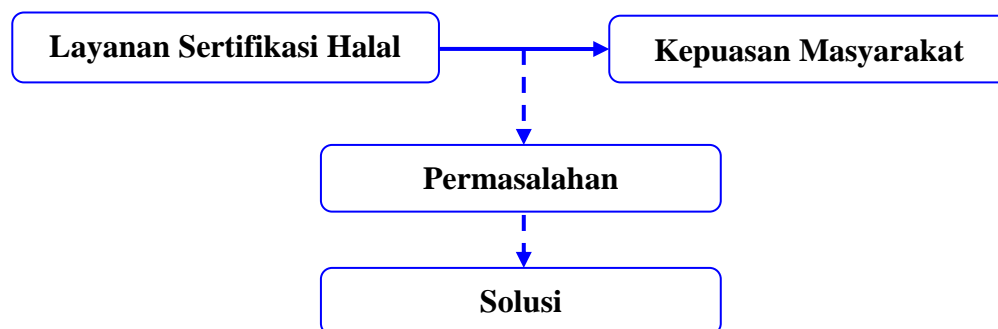 Layanan Sertifikasi Halal
Kepuasan Masyarakat
Permasalahan
Solusi